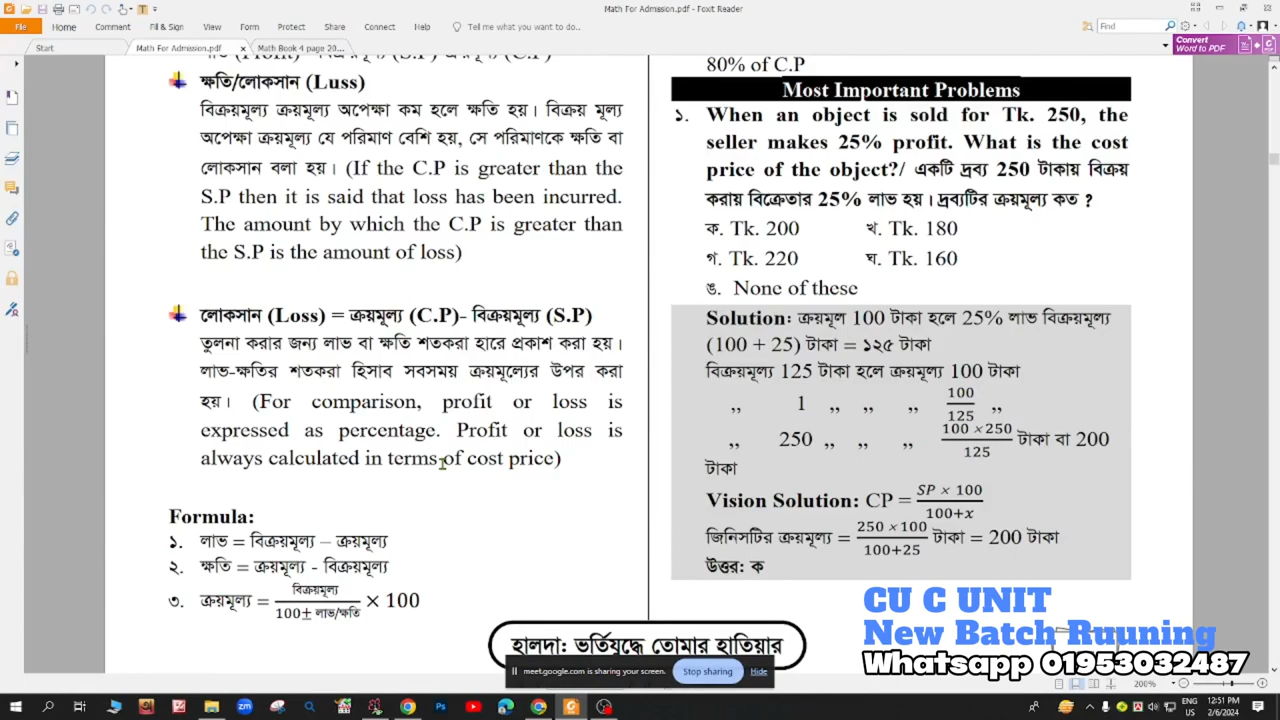 Math For Admission.pdf - Foxit Reader
File Home Comment Fill & Sign View Form Protect Share Connect Help Tell me what you want to do...
Find
Start Math For Admission.pdf Math Book 4 page 20...
Convert
Word to PDF
ক্ষতি/লোকসান (Luss)
বিক্রয়মূল্য ক্রয়মূল্য অপেক্ষা কম হলে ক্ষতি হয়। বিক্রয় মূল্য
অপেক্ষা ক্রয়মূল্য যে পরিমাণ বেশি হয়, সে পরিমাণকে ক্ষতি বা
লোকসান বলা হয়। (If the C.P is greater than the
S.P then it is said that loss has been incurred.
The amount by which the C.P is greater than
the S.P is the amount of loss)
লোকসান (Loss) = ক্রয়মূল্য (C.P)- বিক্রয়মূল্য (S.P)
তুলনা করার জন্য লাভ বা ক্ষতি শতকরা হারে প্রকাশ করা হয়।
লাভ-ক্ষতির শতকরা হিসাব সবসময় ক্রয়মূল্যের উপর করা
হয়। (For comparison, profit or loss is
expressed as percentage. Profit or loss is
always calculated in terms of cost price)
Formula:
১. লাভ = বিক্রয়মূল্য – ক্রয়মূল্য
২. ক্ষতি = ক্রয়মূল্য - বিক্রয়মূল্য
৩. ক্রয়মূল্য = বিক্রয়মূল্য / 100± লাভ/ক্ষতি × 100
80% of C.P
Most Important Problems
১. When an object is sold for Tk. 250, the
seller makes 25% profit. What is the cost
price of the object?/ একটি দ্রব্য 250 টাকায় বিক্রয়
করায় বিক্রেতার 25% লাভ হয়। দ্রব্যটির ক্রয়মূল্য কত ?
ক. Tk. 200 খ. Tk. 180
গ. Tk. 220 ঘ. Tk. 160
ঙ. None of these
Solution: ক্রয়মূল 100 টাকা হলে 25% লাভ বিক্রয়মূল্য
(100 + 25) টাকা = ১২৫ টাকা
বিক্রয়মূল্য 125 টাকা হলে ক্রয়মূল্য 100 টাকা
,, 1 ,, ,, ,, 100/125 ,,
,, 250 ,, ,, ,, 100 ×250/125 টাকা বা 200
টাকা
Vision Solution: CP = SP × 100/100+x
জিনিসটির ক্রয়মূল্য = 250 ×100/100+25 টাকা = 200 টাকা
উত্তর: ক
হালদা: ভর্তিযুদ্ধে তোমার হাতিয়ার
CU C UNIT
New Batch Ruuning
Whatsapp 01953032487
meet.google.com is sharing your screen. Stop sharing Hide
200%
12:51 PM
US 2/6/2024